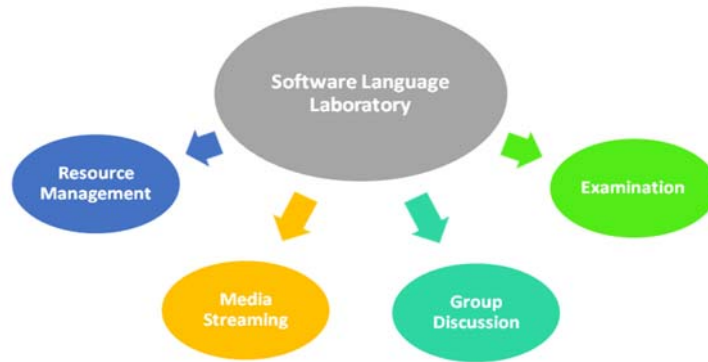 Software Language
Laboratory
Resource
Management
Examination
Media
Streaming
Group
Discussion